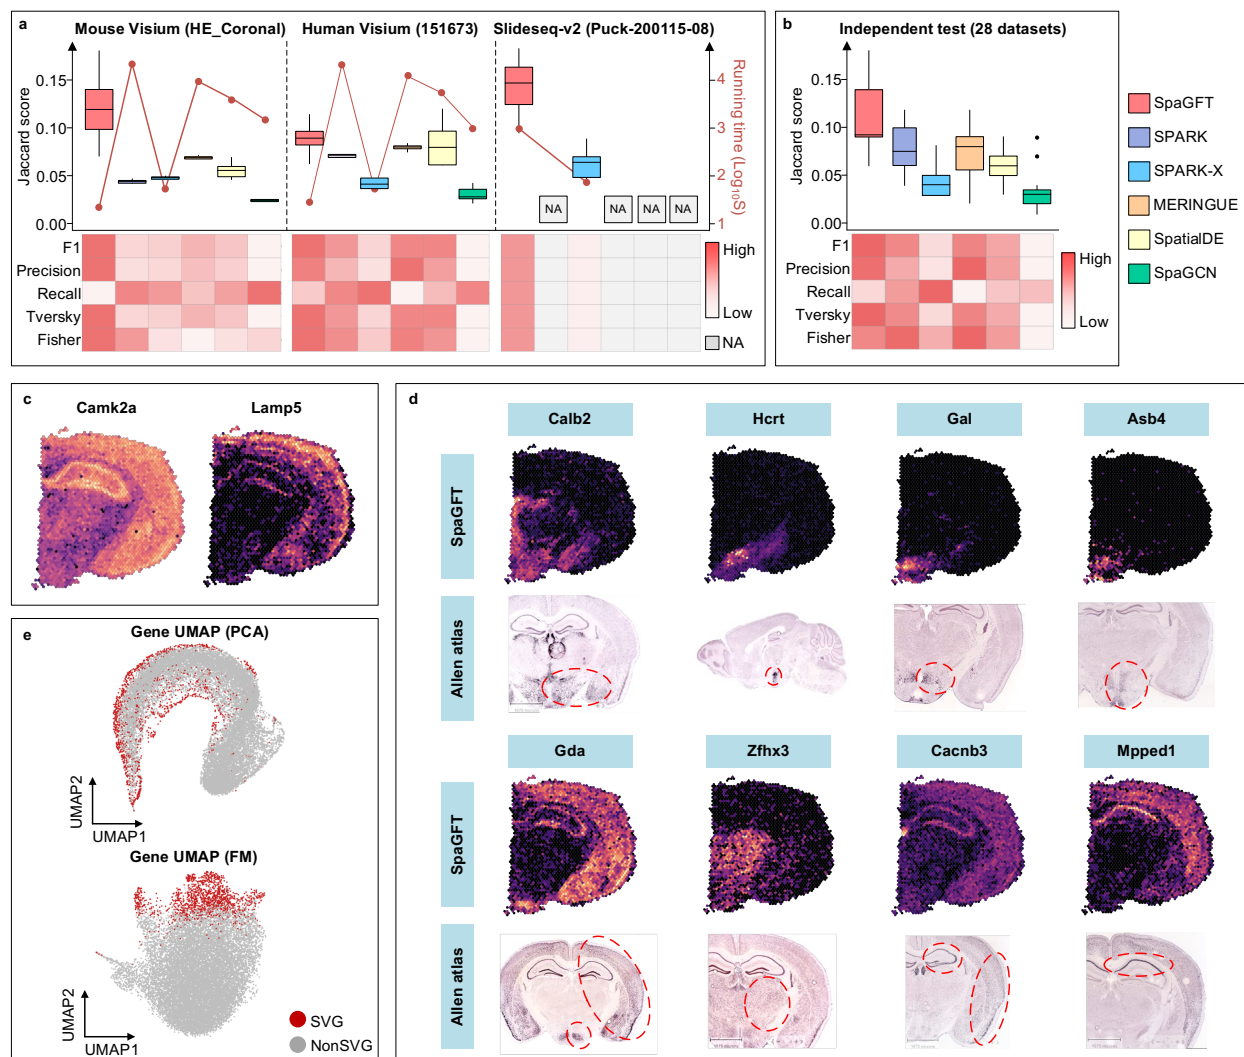 a
Mouse Visium (HE_Coronal)
Human Visium (151673)
Slideseq-v2 (Puck-200115-08)
Jaccard score
0.15
0.10
0.05
0.00
NA
NA
NA
NA
4
3
2
1
Running time (Log10S)
F1
Precision
Recall
Tversky
Fisher
High
Low
NA
b
Independent test (28 datasets)
Jaccard score
0.15
0.10
0.05
0.00
F1
Precision
Recall
Tversky
Fisher
High
Low
SpaGFT
SPARK
SPARK-X
MERINGUE
SpatialDE
SpaGCN
c
Camk2a
Lamp5
d
Calb2
Hcrt
Gal
Asb4
SpaGFT
Allen atlas
Gda
Zfhx3
Cacnb3
Mpped1
SpaGFT
Allen atlas
e
Gene UMAP (PCA)
UMAP2
UMAP1
Gene UMAP (FM)
UMAP2
UMAP1
SVG
NonSVG